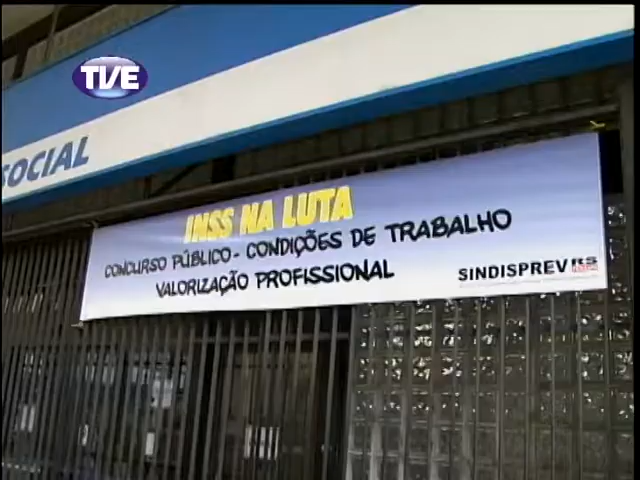 TVE
SOCIAL
INSS NA LUTA
CONCURSO PÚBLICO - CONDIÇÕES DE TRABALHO
VALORIZAÇÃO PROFISSIONAL
SINDISPREV RS